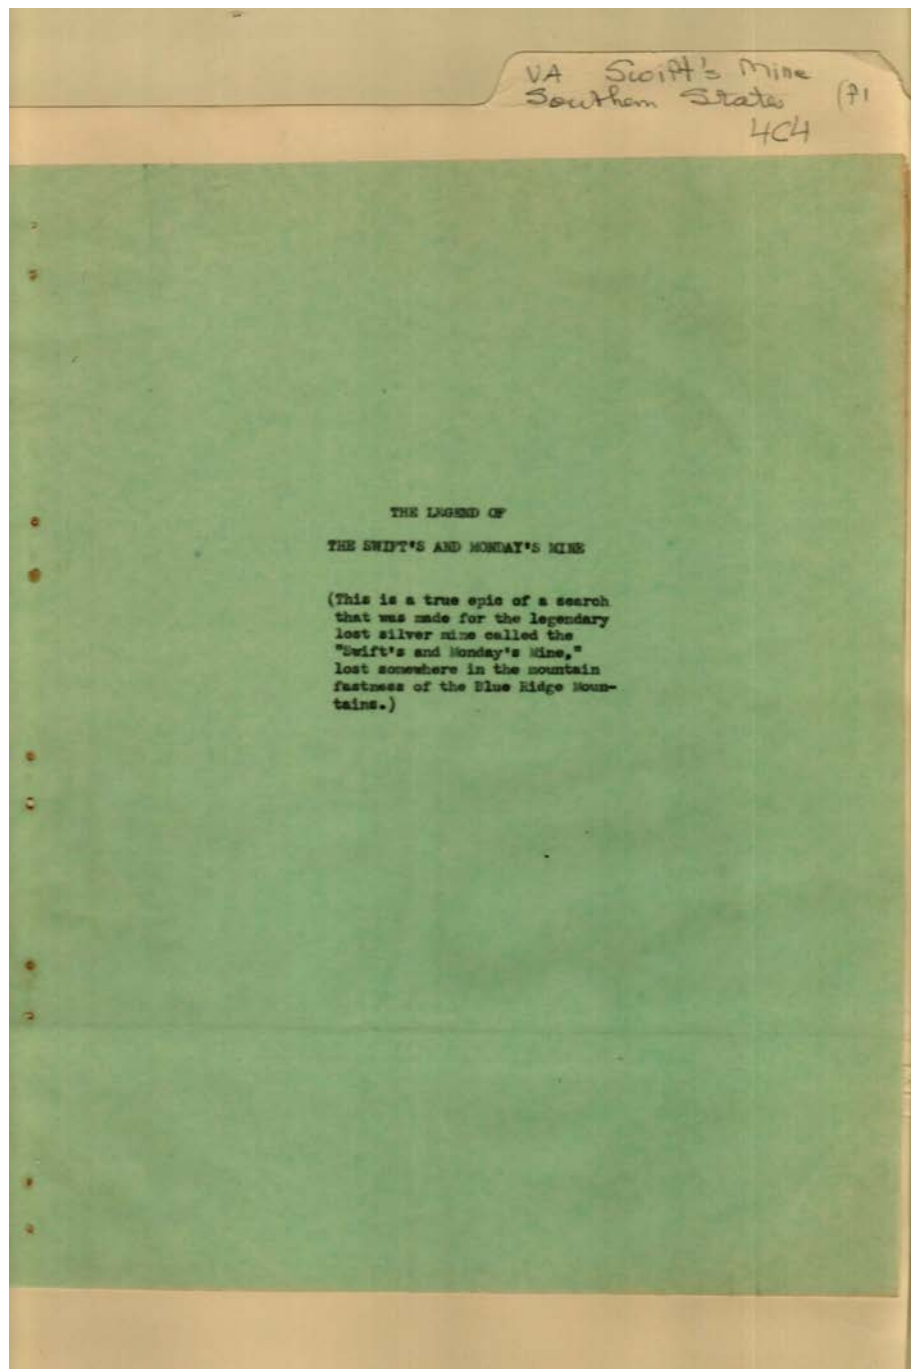 VA Swift's Mine
Southern States (P1
4C4
THE LEGEND OF
THE SWIFT'S AND MONDAY'S MINE
(This is a true epic of a search
that was made for the legendary
lost silver mine called the
"Swift's and Monday's Mine,"
lost somewhere in the mountain
fastness of the Blue Ridge Moun-
tains.)